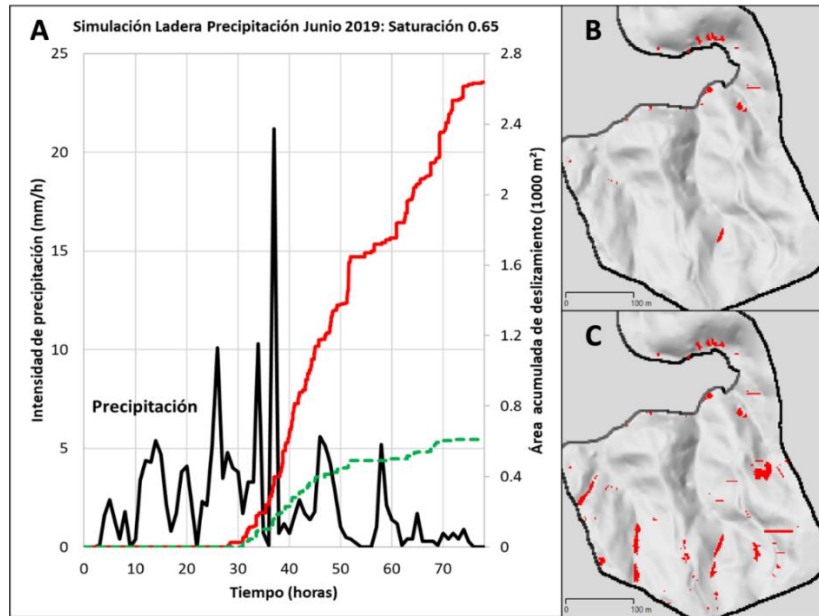 A
Simulación Ladera Precipitación Junio 2019: Saturación 0.65
25
20
15
10
5
0
Intensidad de precipitación (mm/h)
Precipitación
0 10 20 30 40 50 60 70
Tiempo (horas)
2.8
2.4
2
1.6
1.2
0.8
0.4
0
Área acumulada de deslizamiento (1000 m²)
B
0 100 m
C
0 100 m